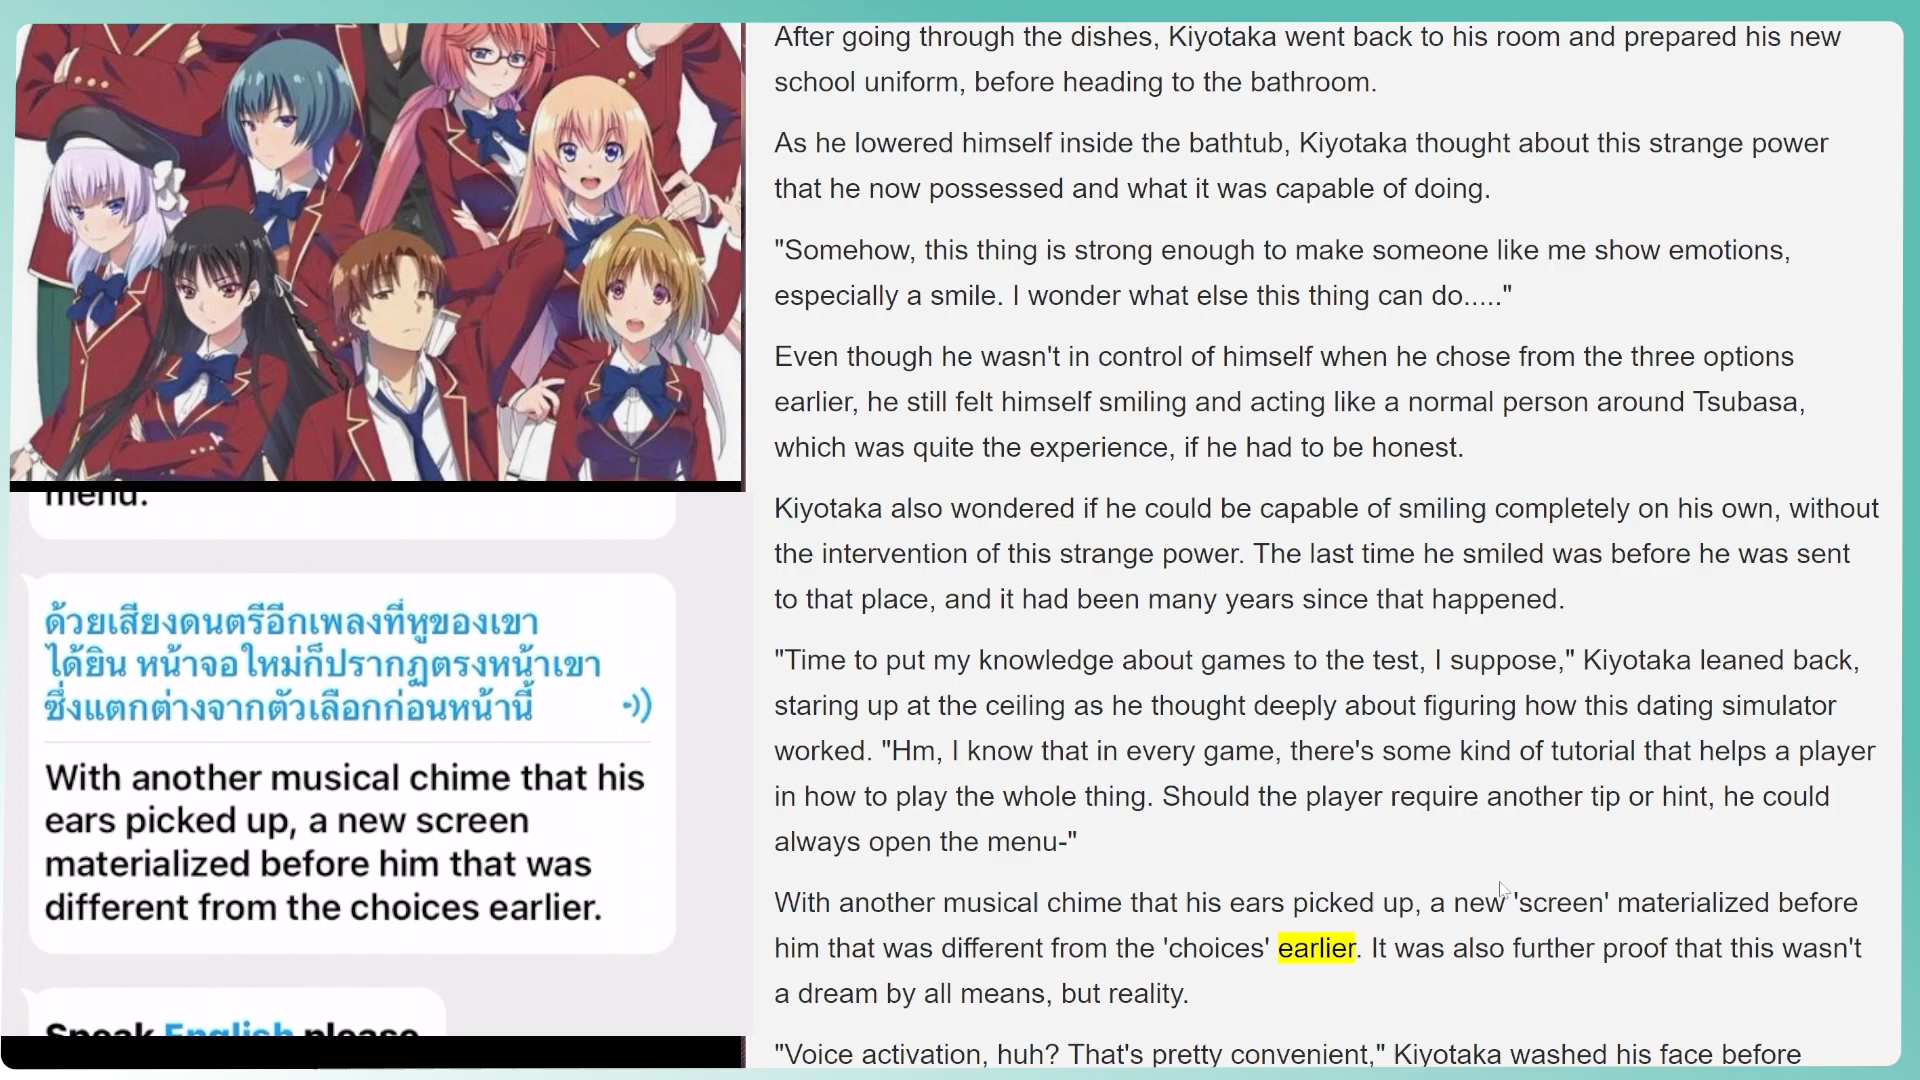 menu.
ด้วยเสียงดนตรีอีกเพลงที่หูของเขา
ได้ยิน หน้าจอใหม่ก็ปรากฏตรงหน้าเขา
ซึ่งแตกต่างจากตัวเลือกก่อนหน้านี้
With another musical chime that his
ears picked up, a new screen
materialized before him that was
different from the choices earlier.
Speak English please
After going through the dishes, Kiyotaka went back to his room and prepared his new
school uniform, before heading to the bathroom.
As he lowered himself inside the bathtub, Kiyotaka thought about this strange power
that he now possessed and what it was capable of doing.
"Somehow, this thing is strong enough to make someone like me show emotions,
especially a smile. I wonder what else this thing can do....."
Even though he wasn't in control of himself when he chose from the three options
earlier, he still felt himself smiling and acting like a normal person around Tsubasa,
which was quite the experience, if he had to be honest.
Kiyotaka also wondered if he could be capable of smiling completely on his own, without
the intervention of this strange power. The last time he smiled was before he was sent
to that place, and it had been many years since that happened.
"Time to put my knowledge about games to the test, I suppose," Kiyotaka leaned back,
staring up at the ceiling as he thought deeply about figuring how this dating simulator
worked. "Hm, I know that in every game, there's some kind of tutorial that helps a player
in how to play the whole thing. Should the player require another tip or hint, he could
always open the menu-"
With another musical chime that his ears picked up, a new 'screen' materialized before
him that was different from the 'choices' earlier. It was also further proof that this wasn't
a dream by all means, but reality.
"Voice activation, huh? That's pretty convenient," Kiyotaka washed his face before